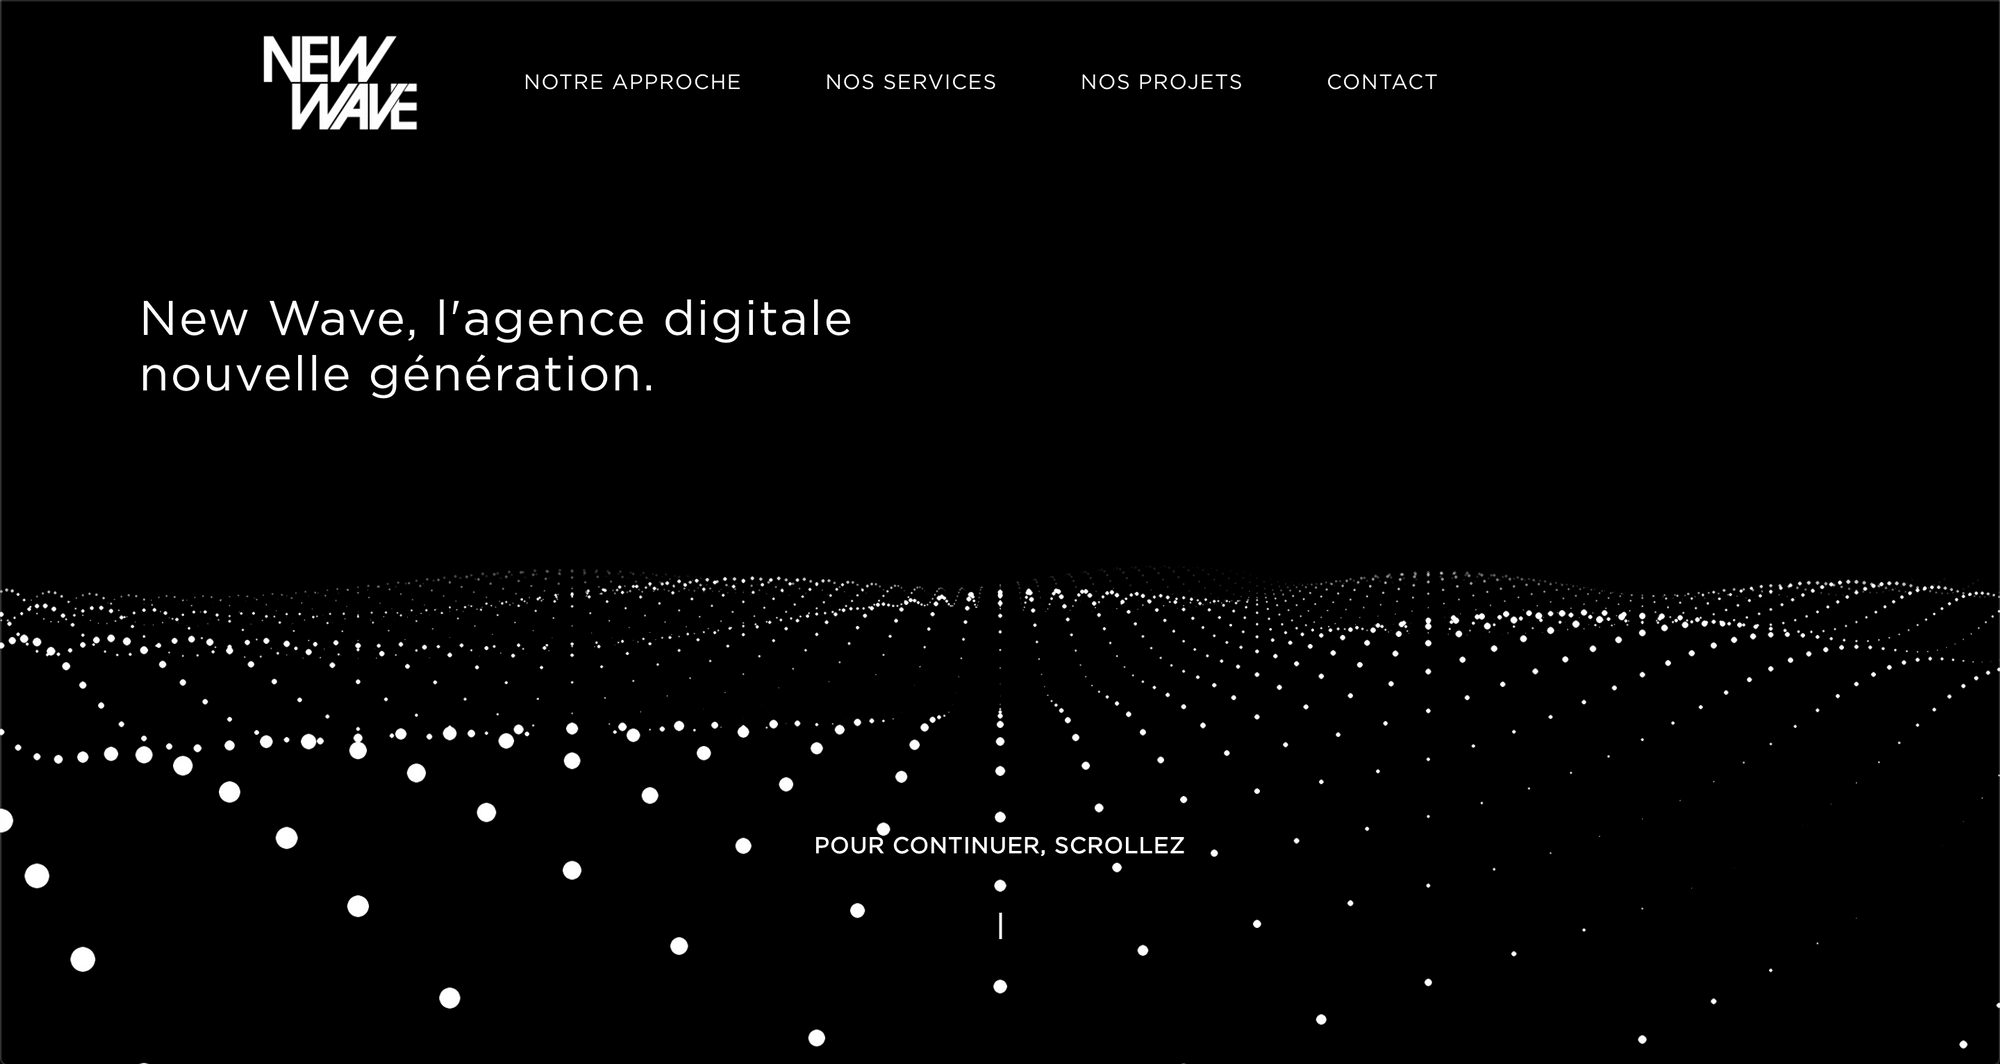 NEW
WAVE
NOTRE APPROCHE NOS SERVICES NOS PROJETS CONTACT
New Wave, l'agence digitale
nouvelle génération.
POUR CONTINUER, SCROLLEZ